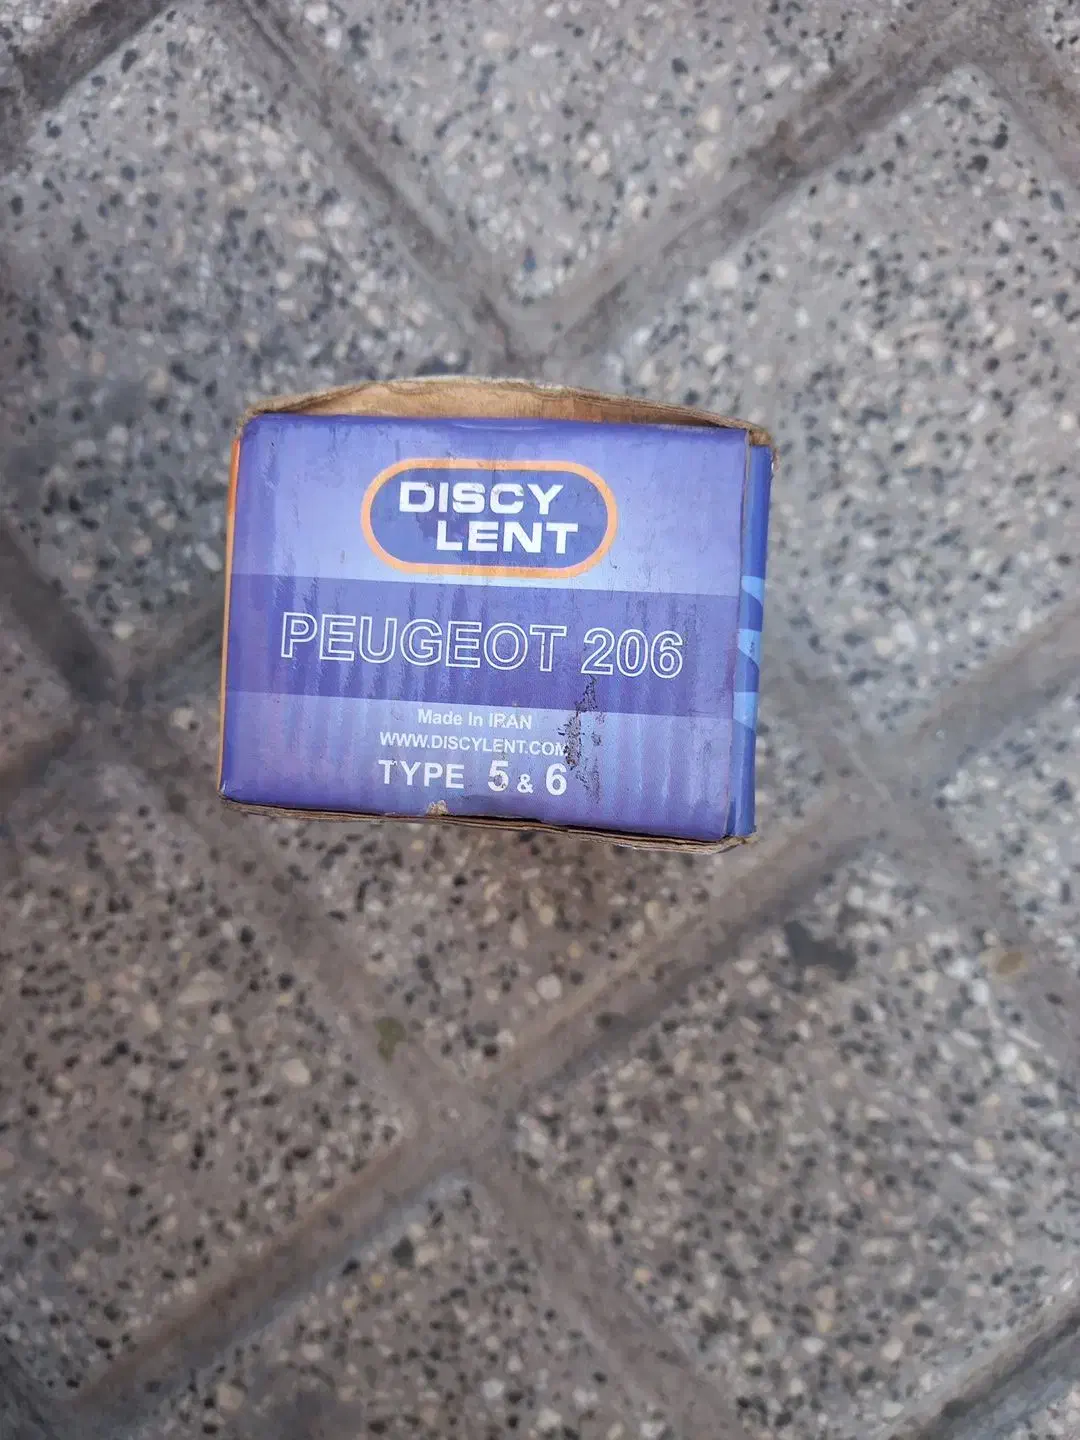 DISCY
LENT
PEUGEOT 206
Made In IRAN
WWW.DISCYLENT.COM
TYPE 5 & 6